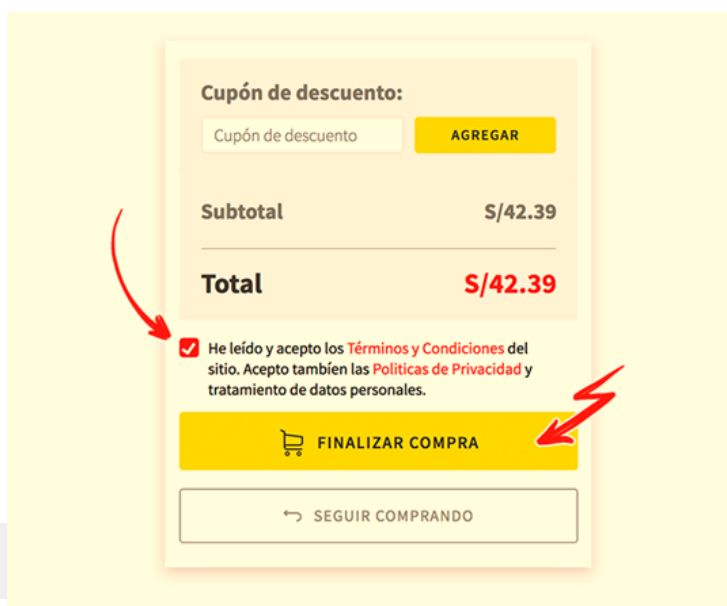 Cupón de descuento:
Cupón de descuento AGREGAR
Subtotal S/42.39
Total S/42.39
He leído y acepto los Términos y Condiciones del
sitio. Acepto tambíen las Politicas de Privacidad y
tratamiento de datos personales.
FINALIZAR COMPRA
SEGUIR COMPRANDO